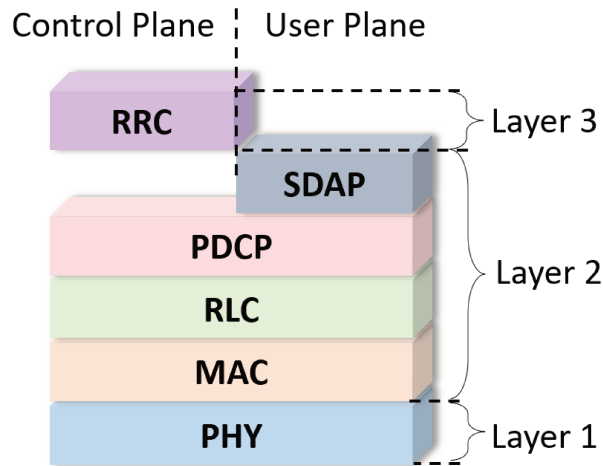 Control Plane
User Plane
RRC
Layer 3
SDAP
PDCP
Layer 2
RLC
MAC
PHY
Layer 1